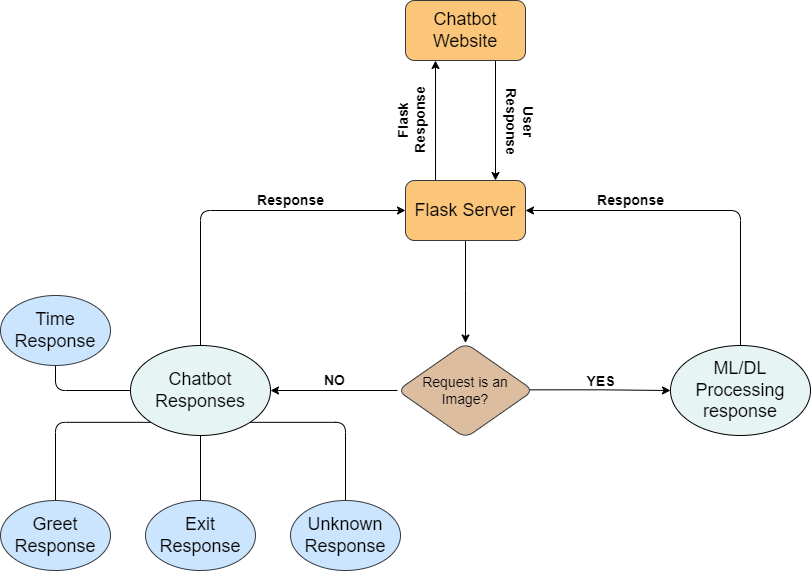 Chatbot
Website
Flask
Response
User
Response
Response
Flask Server
Response
Time
Response
Chatbot
Responses
NO
Request is an
Image?
YES
ML/DL
Processing
response
Greet
Response
Exit
Response
Unknown
Response